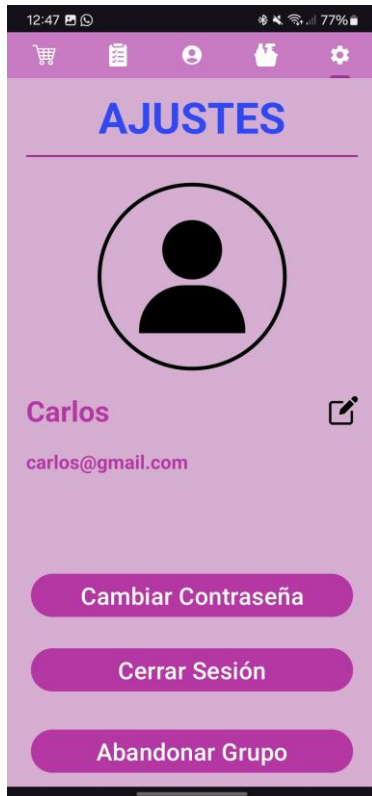 12:47
77%
AJUSTES
Carlos
carlos@gmail.com
Cambiar Contraseña
Cerrar Sesión
Abandonar Grupo